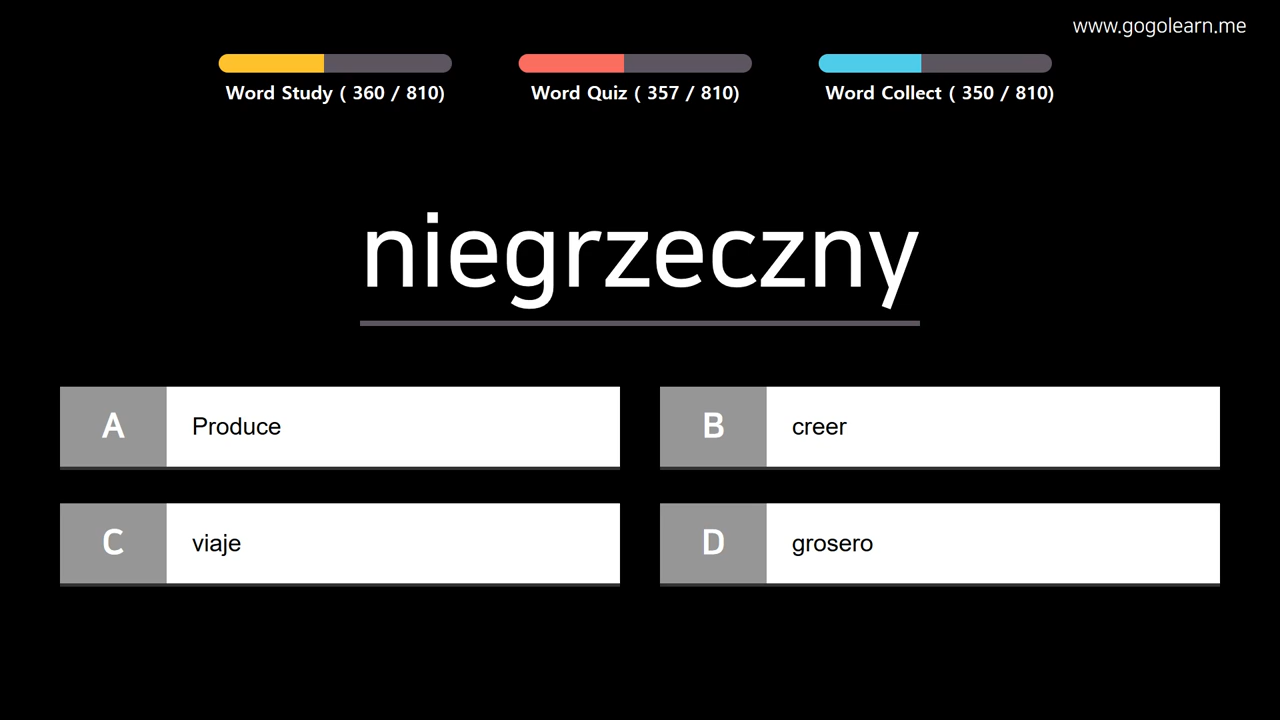 www.gogolearn.me
Word Study ( 360 / 810)
Word Quiz ( 357 / 810)
Word Collect ( 350 / 810)
niegrzeczny
A Produce
B creer
C viaje
D grosero